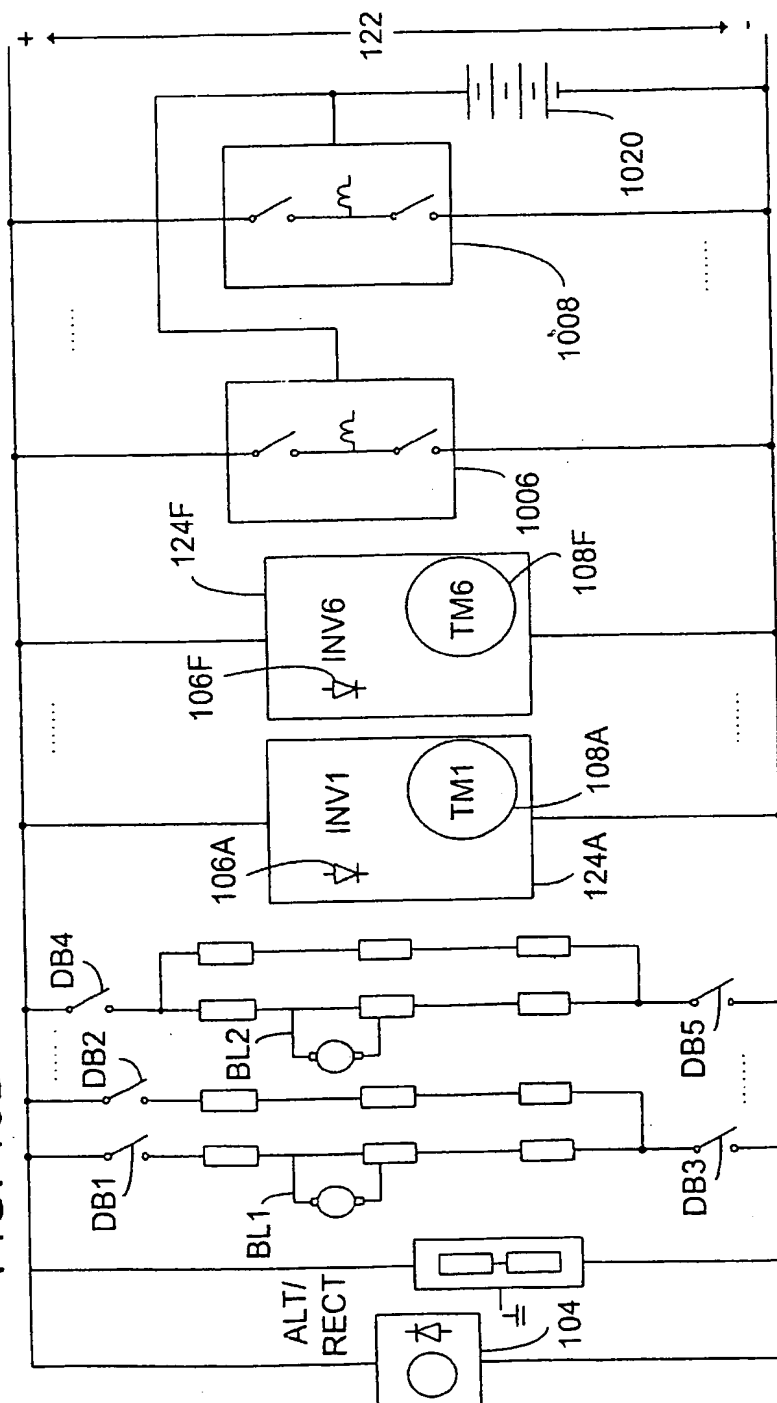 +
122
-
1020
1008
1006
124F
106F
INV6
TM6
108F
106A
INV1
TM1
108A
124A
DB4
DB2
BL2
DB5
DB1
BL1
DB3
ALT/
RECT
104